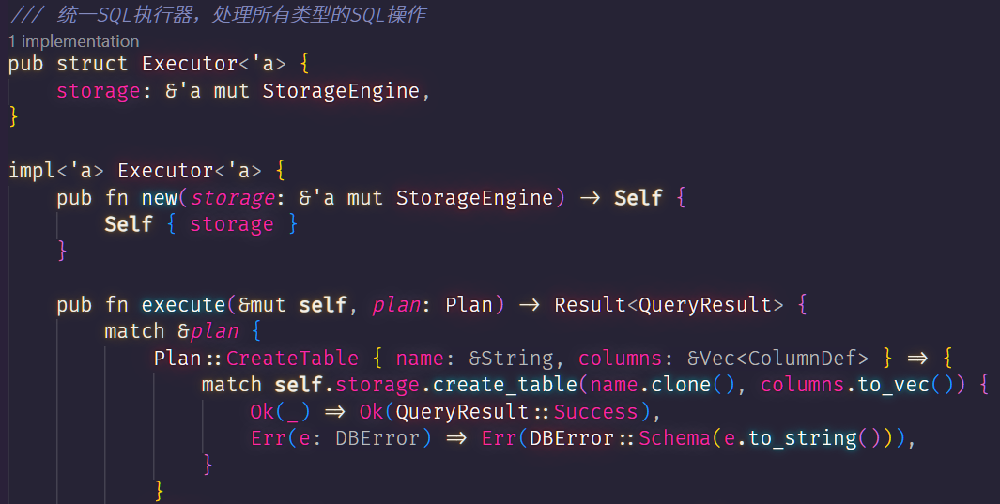 /// 统一SQL执行器，处理所有类型的SQL操作
1 implementation
pub struct Executor<'a> {
    storage: &'a mut StorageEngine,
}
impl<'a> Executor<'a> {
    pub fn new(storage: &'a mut StorageEngine) -> Self {
        Self { storage }
    }
    pub fn execute(&mut self, plan: Plan) -> Result<QueryResult> {
        match &plan {
            Plan::CreateTable { name: &String, columns: &Vec<ColumnDef> } => {
                match self.storage.create_table(name.clone(), columns.to_vec()) {
                    Ok(_) => Ok(QueryResult::Success),
                    Err(e: DBError) => Err(DBError::Schema(e.to_string())),
                }
            }